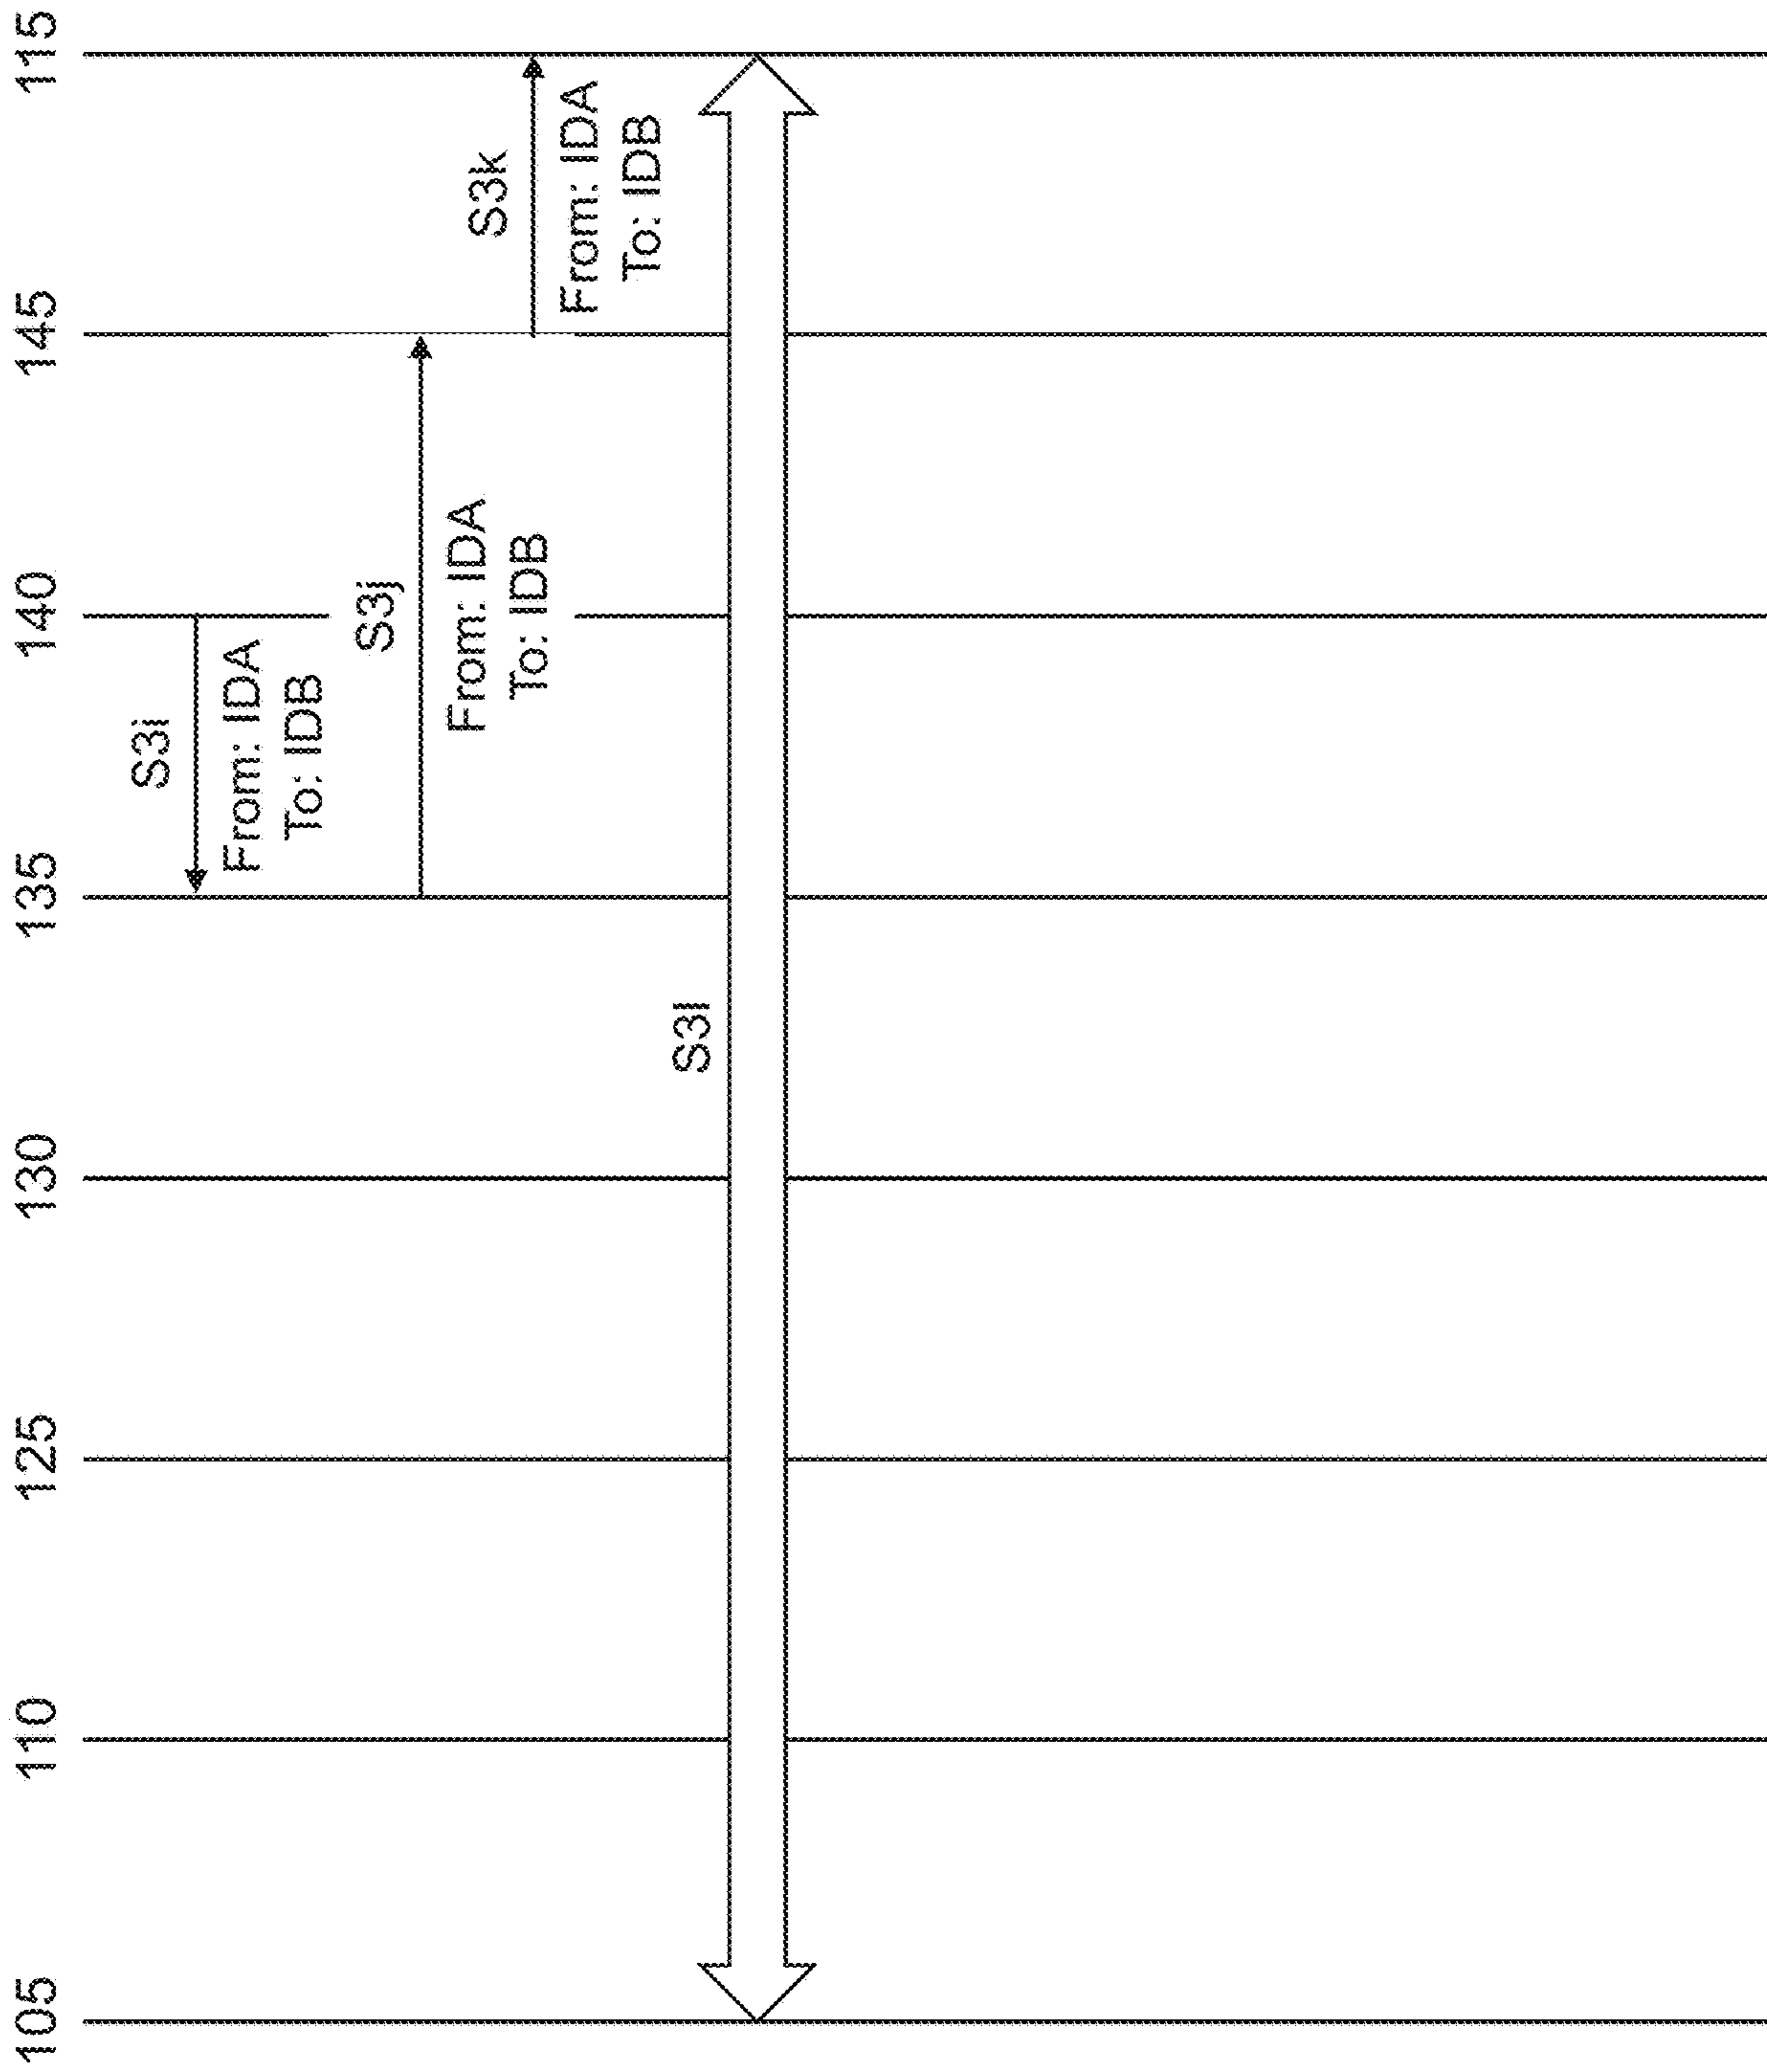 105
110
125
130
135
140
145
115
S3i
From: IDA
To: IDB
S3j
From: IDA
To: IDB
S3k
From: IDA
To: IDB
S3l